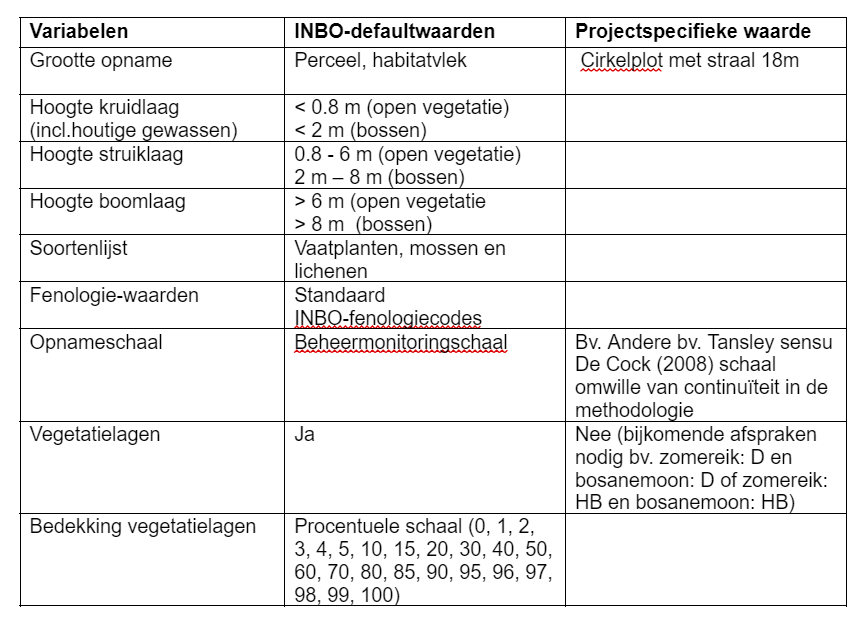 Variabelen INBO-defaultwaarden Projectspecifieke waarde
Grootte opname Perceel, habitatvlek Cirkelplot met straal 18m
Hoogte kruidlaag < 0.8 m (open vegetatie)
(incl.houtige gewassen) < 2 m (bossen)
Hoogte struiklaag 0.8 - 6 m (open vegetatie)
2 m – 8 m (bossen)
Hoogte boomlaag > 6 m (open vegetatie
> 8 m  (bossen)
Soortenlijst Vaatplanten, mossen en
lichenen
Fenologie-waarden Standaard
INBO-fenologiecodes
Opnameschaal Beheermonitoringschaal Bv. Andere bv. Tansley sensu
De Cock (2008) schaal
omwille van continuïteit in de
methodologie
Vegetatielagen Ja Nee (bijkomende afspraken
nodig bv. zomereik: D en
bosanemoon: D of zomereik:
HB en bosanemoon: HB)
Bedekking vegetatielagen Procentuele schaal (0, 1, 2,
3, 4, 5, 10, 15, 20, 30, 40, 50,
60, 70, 80, 85, 90, 95, 96, 97,
98, 99, 100)